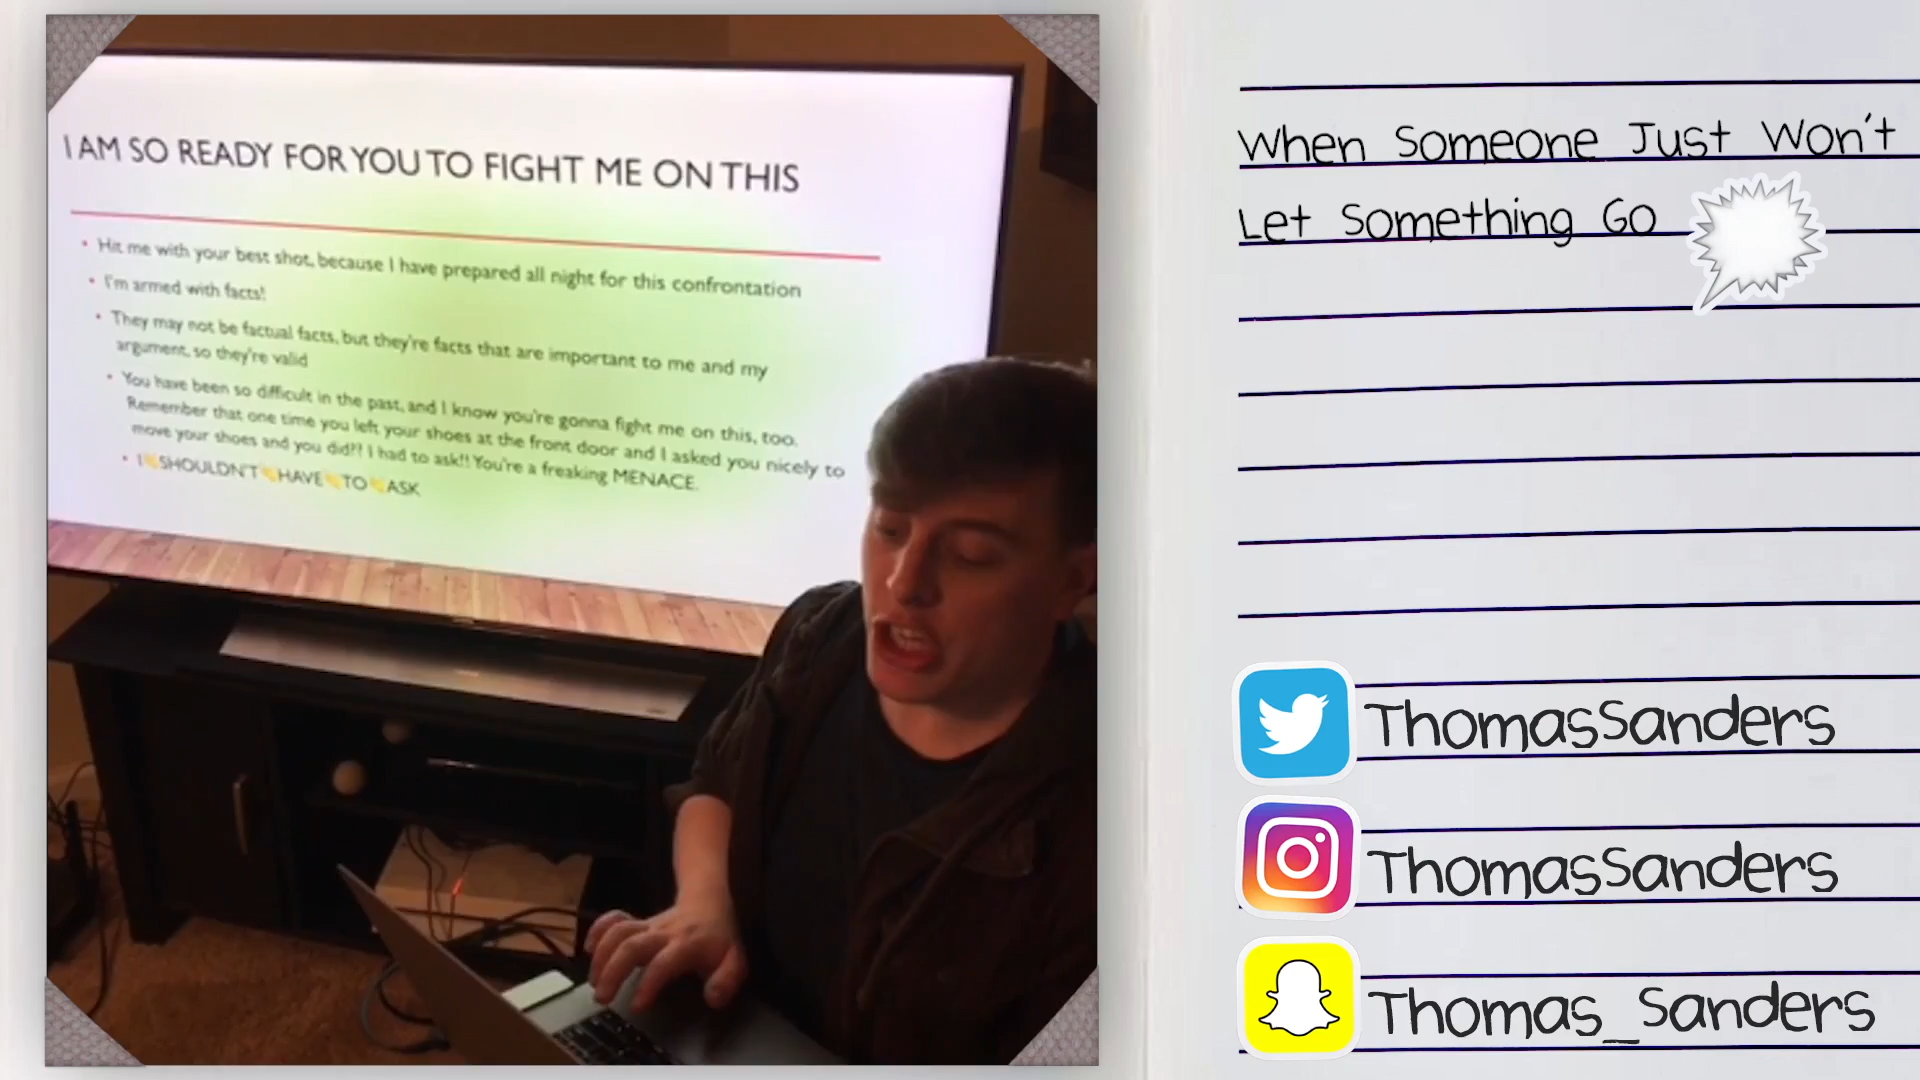 I AM SO READY FOR YOU TO FIGHT ME ON THIS
• Hit me with your best shot, because I have prepared all night for this confrontation
• I'm armed with facts!
• They may not be factual facts, but they're facts that are important to me and my
argument, so they're valid
• You have been so difficult in the past, and I know you're gonna fight me on this, too.
Remember that one time you left your shoes at the front door and I asked you nicely to
move your shoes and you did?? I had to ask!! You're a freaking MENACE.
• I👏SHOULDN'T👏HAVE👏TO👏ASK
When Someone Just Won't
Let Something Go
ThomasSanders
ThomasSanders
Thomas_Sanders